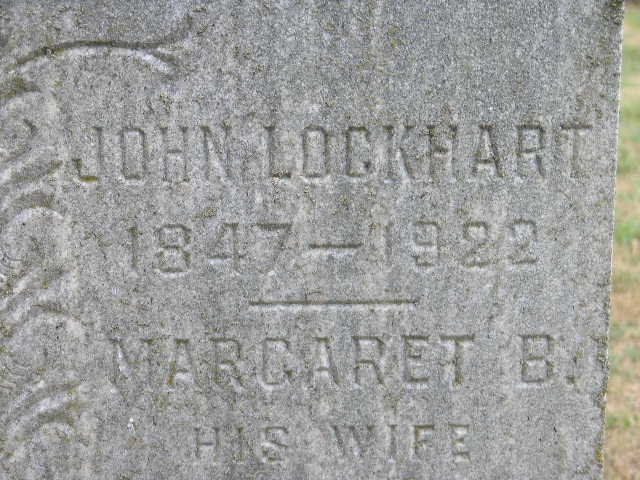 JOHN LOCKHART
1847 — 1922
MARGARET B.
HIS WIFE